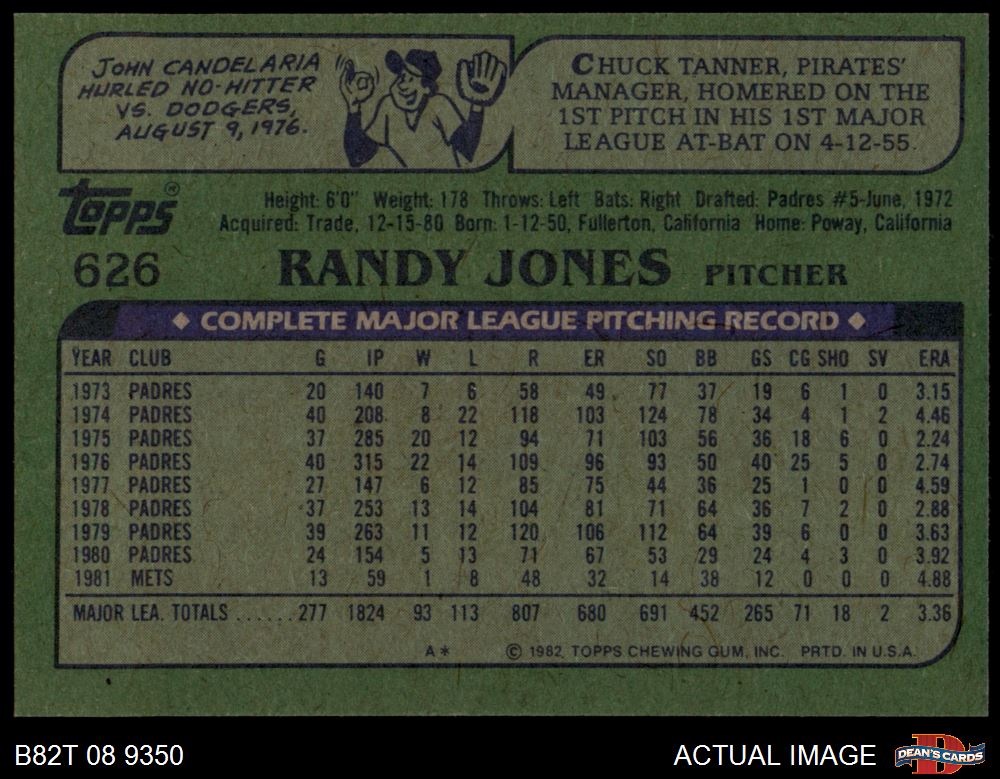 JOHN CANDELARIA
HURLED NO-HITTER
VS. DODGERS,
AUGUST 9, 1976.
CHUCK TANNER, PIRATES'
MANAGER, HOMERED ON THE
1ST PITCH IN HIS 1ST MAJOR
LEAGUE AT-BAT ON 4-12-55.
Topps®
Height: 6'0" Weight: 178 Throws: Left Bats: Right Drafted: Padres #5-June, 1972
Acquired: Trade, 12-15-80 Born: 1-12-50, Fullerton, California Home: Poway, California
626 RANDY JONES PITCHER
◆ COMPLETE MAJOR LEAGUE PITCHING RECORD ◆
YEAR CLUB G IP W L R ER SO BB GS CG SHO SV ERA
1973 PADRES 20 140 7 6 58 49 77 37 19 6 1 0 3.15
1974 PADRES 40 208 8 22 118 103 124 78 34 4 1 2 4.46
1975 PADRES 37 285 20 12 94 71 103 56 36 18 6 0 2.24
1976 PADRES 40 315 22 14 109 96 93 50 40 25 5 0 2.74
1977 PADRES 27 147 6 12 85 75 44 36 25 1 0 0 4.59
1978 PADRES 37 253 13 14 104 81 71 64 36 7 2 0 2.88
1979 PADRES 39 263 11 12 120 106 112 64 39 6 0 0 3.63
1980 PADRES 24 154 5 13 71 67 53 29 24 4 3 0 3.92
1981 METS 13 59 1 8 48 32 14 38 12 0 0 0 4.88
MAJOR LEA. TOTALS ...... 277 1824 93 113 807 680 691 452 265 71 18 2 3.36
A* © 1982 TOPPS CHEWING GUM, INC. PRTD. IN U.S.A.
B82T 08 9350 ACTUAL IMAGE DEAN'S CARDS